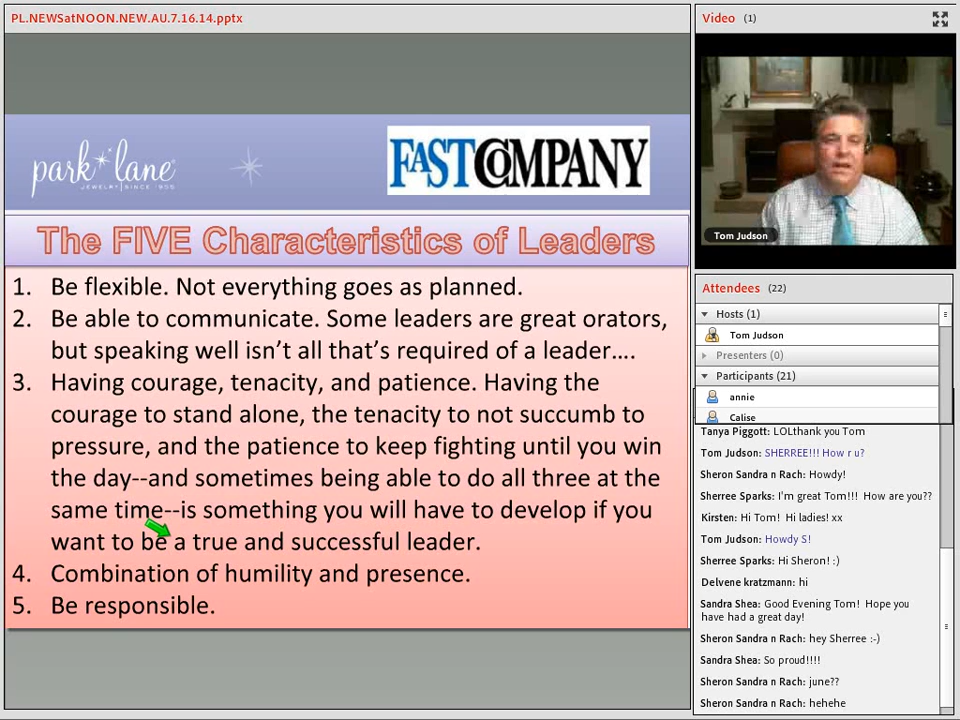 PL.NEWSatNOON.NEW.AU.7.16.14.pptx
park lane
JEWELRY | SINCE 1955
FAST COMPANY
The FIVE Characteristics of Leaders
1. Be flexible. Not everything goes as planned.
2. Be able to communicate. Some leaders are great orators,
but speaking well isn't all that's required of a leader....
3. Having courage, tenacity, and patience. Having the
courage to stand alone, the tenacity to not succumb to
pressure, and the patience to keep fighting until you win
the day--and sometimes being able to do all three at the
same time--is something you will have to develop if you
want to be a true and successful leader.
4. Combination of humility and presence.
5. Be responsible.
Video (1)
Tom Judson
Attendees (22)
Hosts (1)
Tom Judson
Presenters (0)
Participants (21)
annie
Calise
Tanya Piggott: LOLthank you Tom
Tom Judson: SHERREE!!! How r u?
Sheron Sandra n Rach: Howdy!
Sherree Sparks: I'm great Tom!!! How are you??
Kirsten: Hi Tom! Hi ladies! xx
Tom Judson: Howdy S!
Sherree Sparks: Hi Sheron! :)
Delvene kratzmann: hi
Sandra Shea: Good Evening Tom! Hope you
have had a great day!
Sheron Sandra n Rach: hey Sherree :-)
Sandra Shea: So proud!!!!
Sheron Sandra n Rach: june??
Sheron Sandra n Rach: hehehe